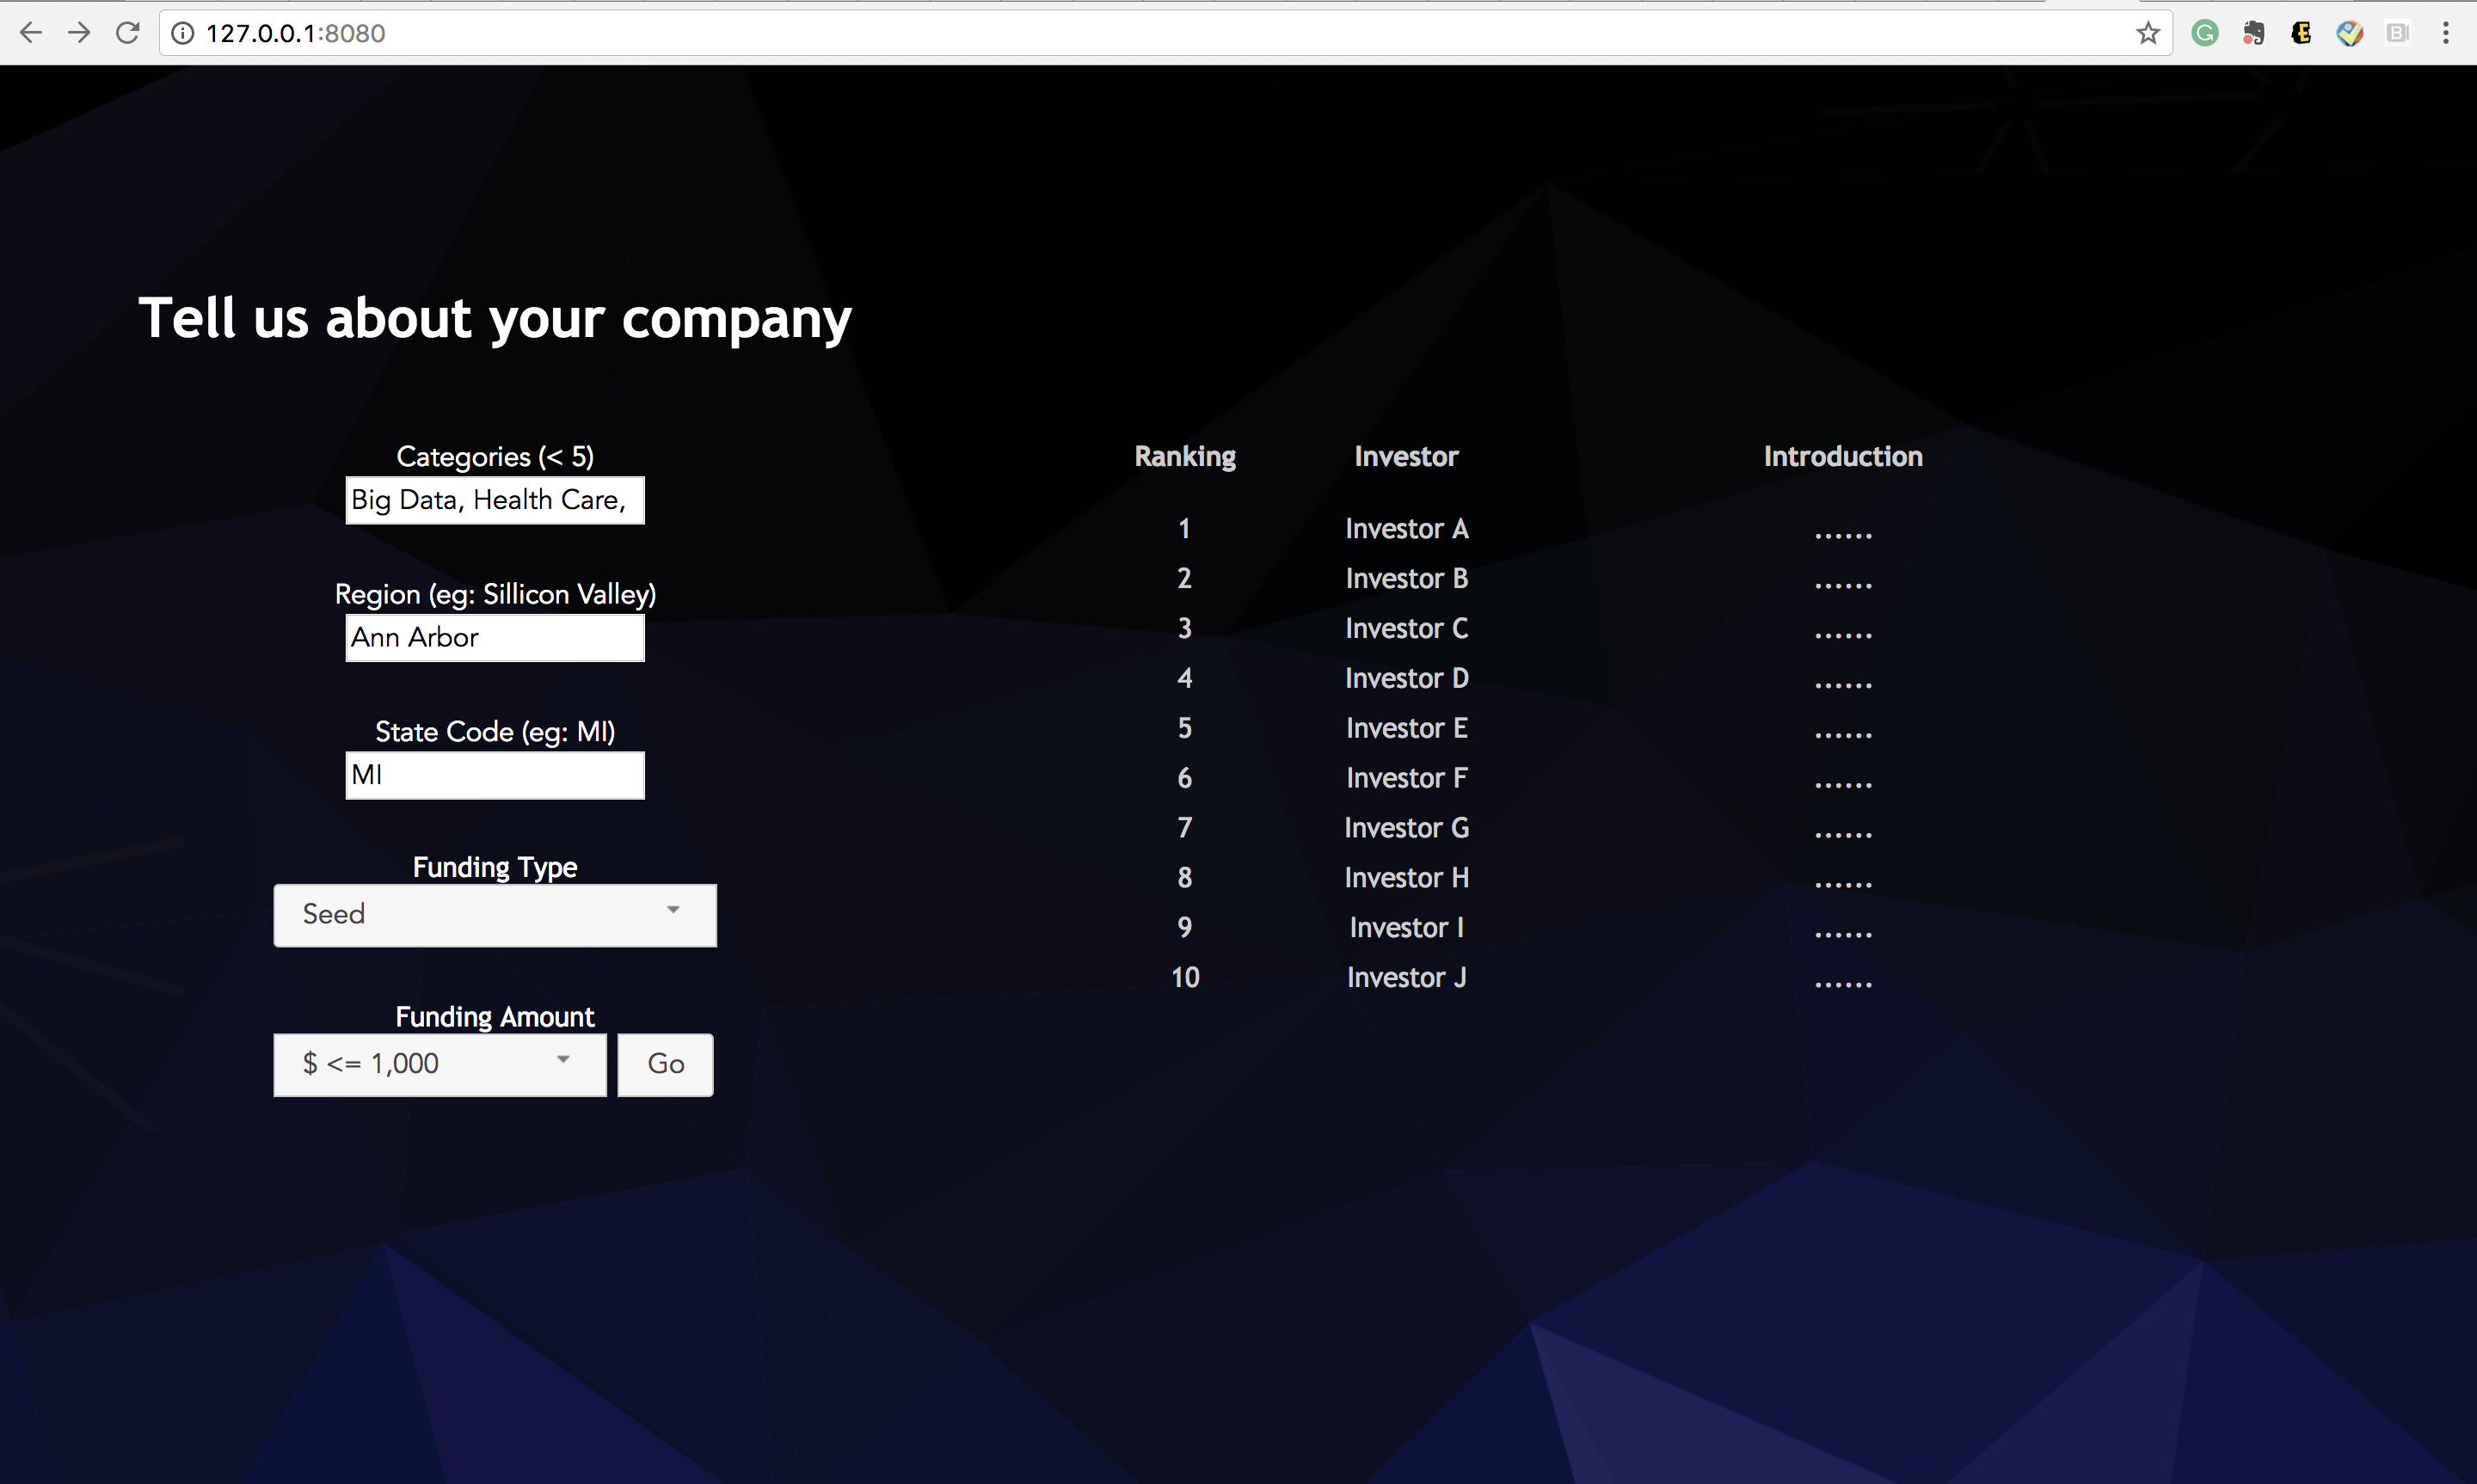 127.0.0.1:8080
Tell us about your company
Categories (< 5)
Big Data, Health Care,
Region (eg: Sillicon Valley)
Ann Arbor
State Code (eg: MI)
MI
Funding Type
Seed
Funding Amount
$ <= 1,000
Go
Ranking Investor Introduction
1 Investor A ......
2 Investor B ......
3 Investor C ......
4 Investor D ......
5 Investor E ......
6 Investor F ......
7 Investor G ......
8 Investor H ......
9 Investor I ......
10 Investor J ......